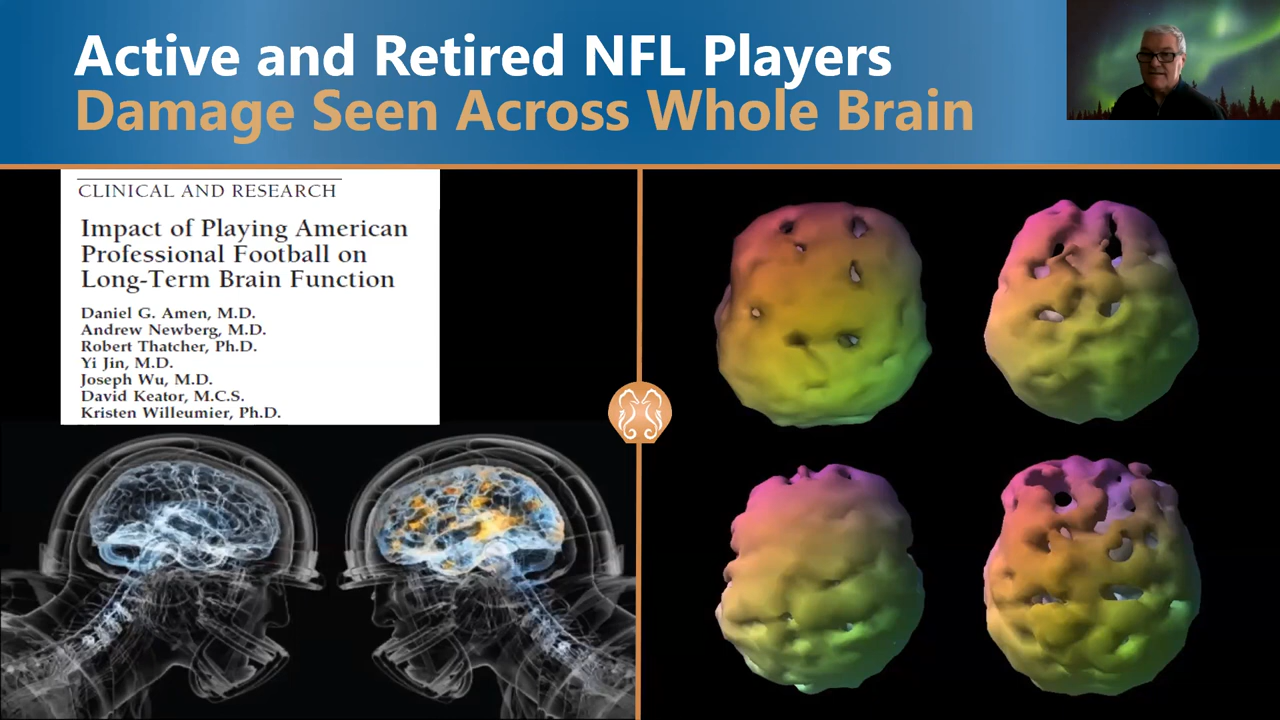 Active and Retired NFL Players
Damage Seen Across Whole Brain
CLINICAL AND RESEARCH
Impact of Playing American
Professional Football on
Long-Term Brain Function
Daniel G. Amen, M.D.
Andrew Newberg, M.D.
Robert Thatcher, Ph.D.
Yi Jin, M.D.
Joseph Wu, M.D.
David Keator, M.C.S.
Kristen Willeumier, Ph.D.